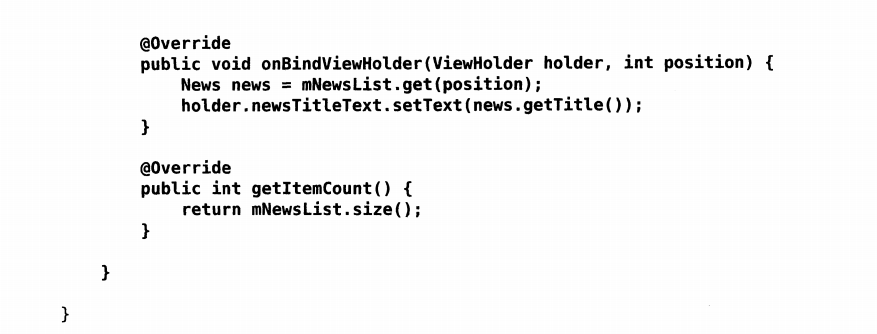 @Override
public void onBindViewHolder(ViewHolder holder, int position) {
News news = mNewsList.get(position);
holder.newsTitleText.setText(news.getTitle());
}
@Override
public int getItemCount() {
return mNewsList.size();
}
}
}